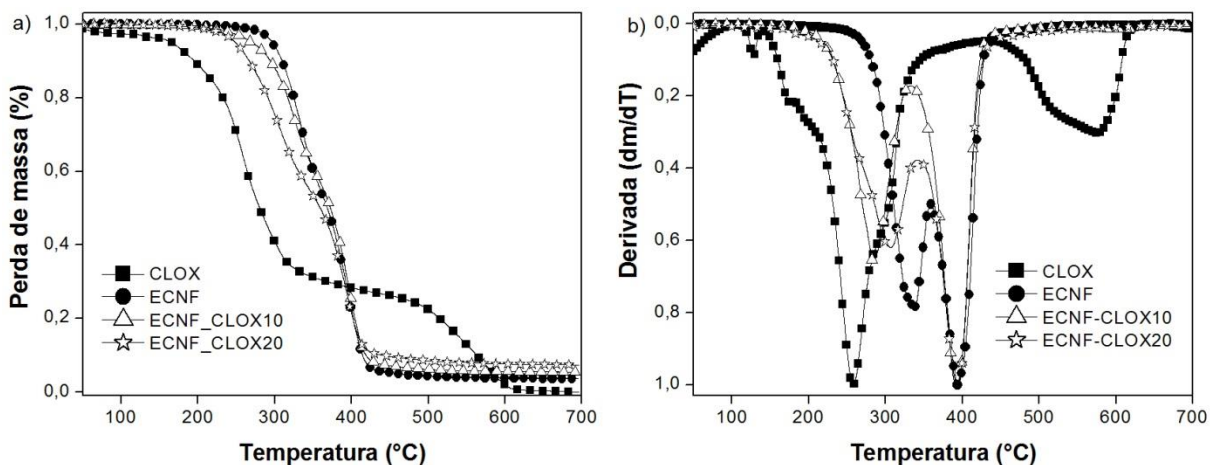 a)
1,0
0,8
0,6
0,4
0,2
0,0
Perda de massa (%)
CLOX
ECNF
ECNF_CLOX10
ECNF_CLOX20
100 200 300 400 500 600 700
Temperatura (°C)
b)
0,0
0,2
0,4
0,6
0,8
1,0
Derivada (dm/dT)
CLOX
ECNF
ECNF-CLOX10
ECNF-CLOX20
100 200 300 400 500 600 700
Temperatura (°C)